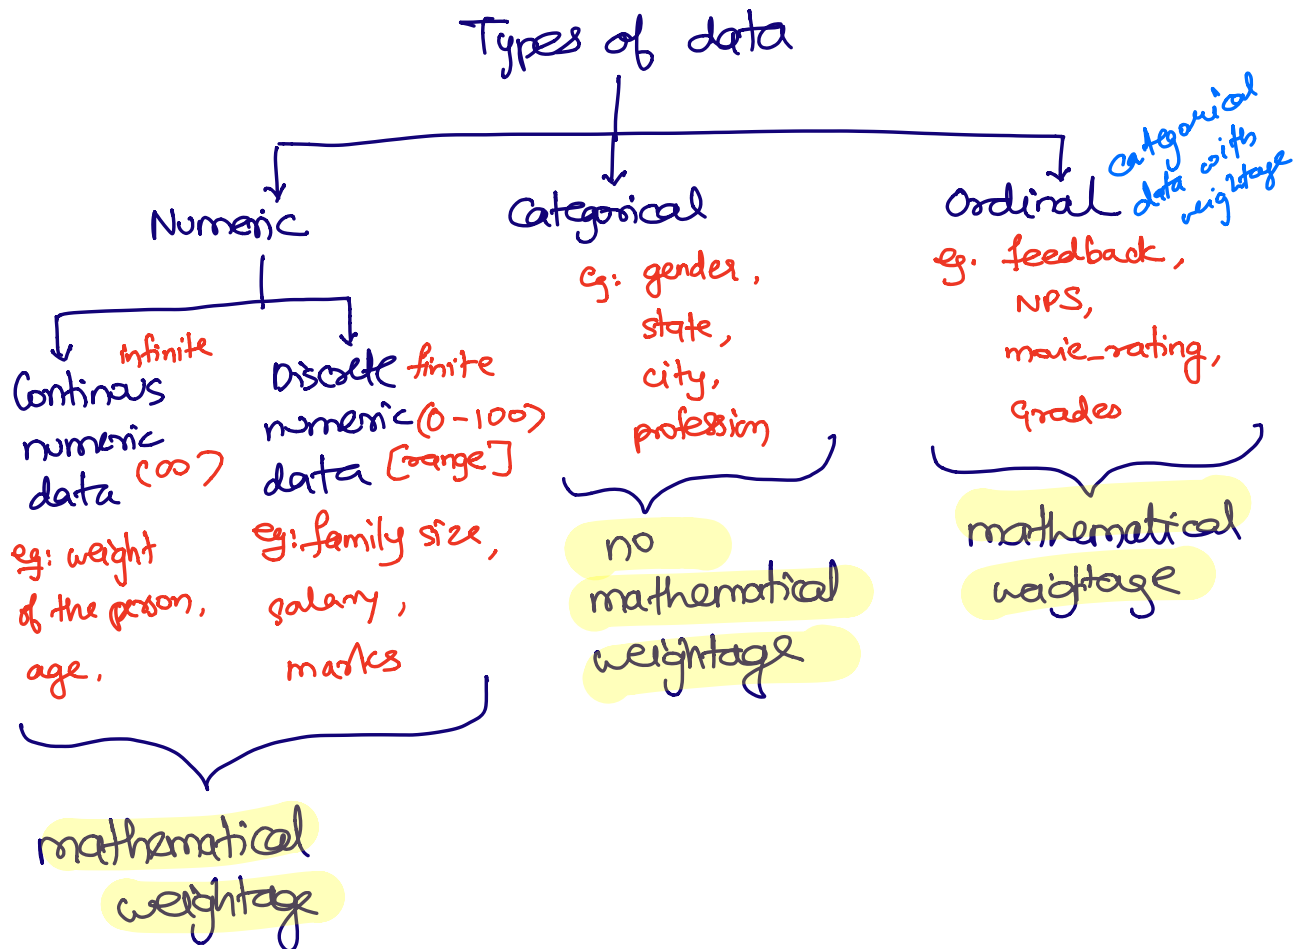 Types of data
Numeric
Categorical
Ordinal
categorical
data with
weightage
Continous
infinite
numeric
data (∞)
eg: weight
of the person,
age,
Discrete finite
numeric (0-100)
data [range]
eg: family size,
salary,
marks
mathematical
weightage
eg: gender,
state,
city,
profession
no
mathematical
weightage
eg. feedback,
NPS,
movie_rating,
Grades
mathematical
weightage